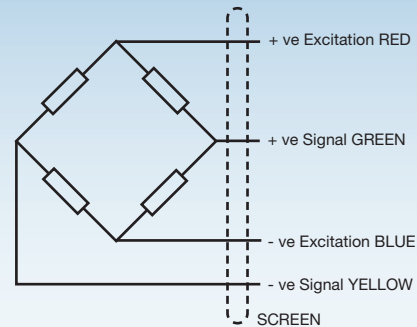 + ve Excitation RED
+ ve Signal GREEN
- ve Excitation BLUE
- ve Signal YELLOW
SCREEN